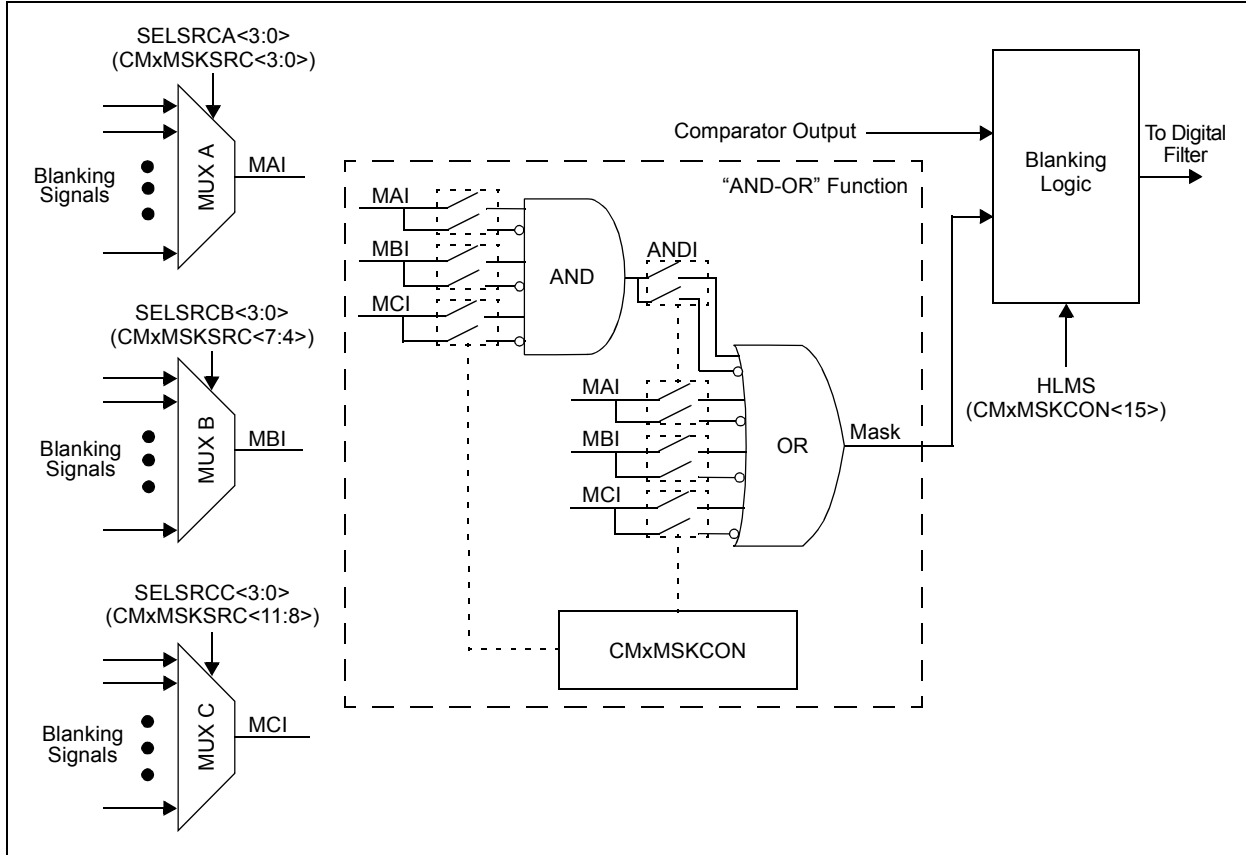 SELSRCA<3:0>
(CMxMSKSRC<3:0>)
MUX A
MAI
Blanking
Signals
SELSRCB<3:0>
(CMxMSKSRC<7:4>)
MUX B
MBI
Blanking
Signals
SELSRCC<3:0>
(CMxMSKSRC<11:8>)
MUX C
MCI
Blanking
Signals
Comparator Output
“AND-OR” Function
MAI
MBI
MCI
AND
ANDI
MAI
MBI
MCI
OR
Mask
CMxMSKCON
Blanking
Logic
To Digital
Filter
HLMS
(CMxMSKCON<15>)